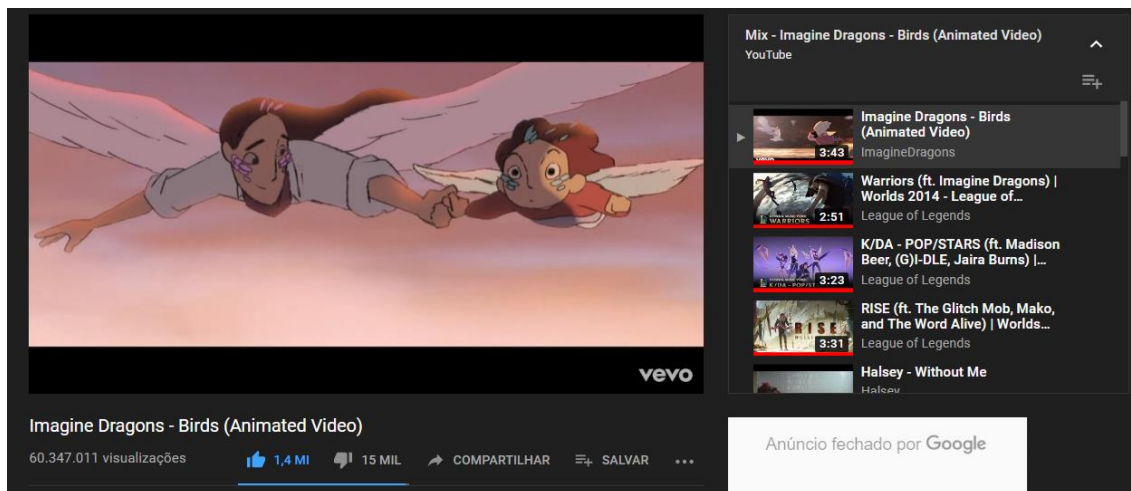 vevo
Imagine Dragons - Birds (Animated Video)
60.347.011 visualizações
1,4 MI
15 MIL
COMPARTILHAR
SALVAR
Mix - Imagine Dragons - Birds (Animated Video)
YouTube
3:43
Imagine Dragons - Birds
(Animated Video)
ImagineDragons
WARRIORS
2:51
Warriors (ft. Imagine Dragons) |
Worlds 2014 - League of...
League of Legends
3:23
K/DA - POP/STARS (ft. Madison
Beer, (G)I-DLE, Jaira Burns) |...
League of Legends
RISE
3:31
RISE (ft. The Glitch Mob, Mako,
and The Word Alive) | Worlds...
League of Legends
Halsey - Without Me
Halsey
Anúncio fechado por Google